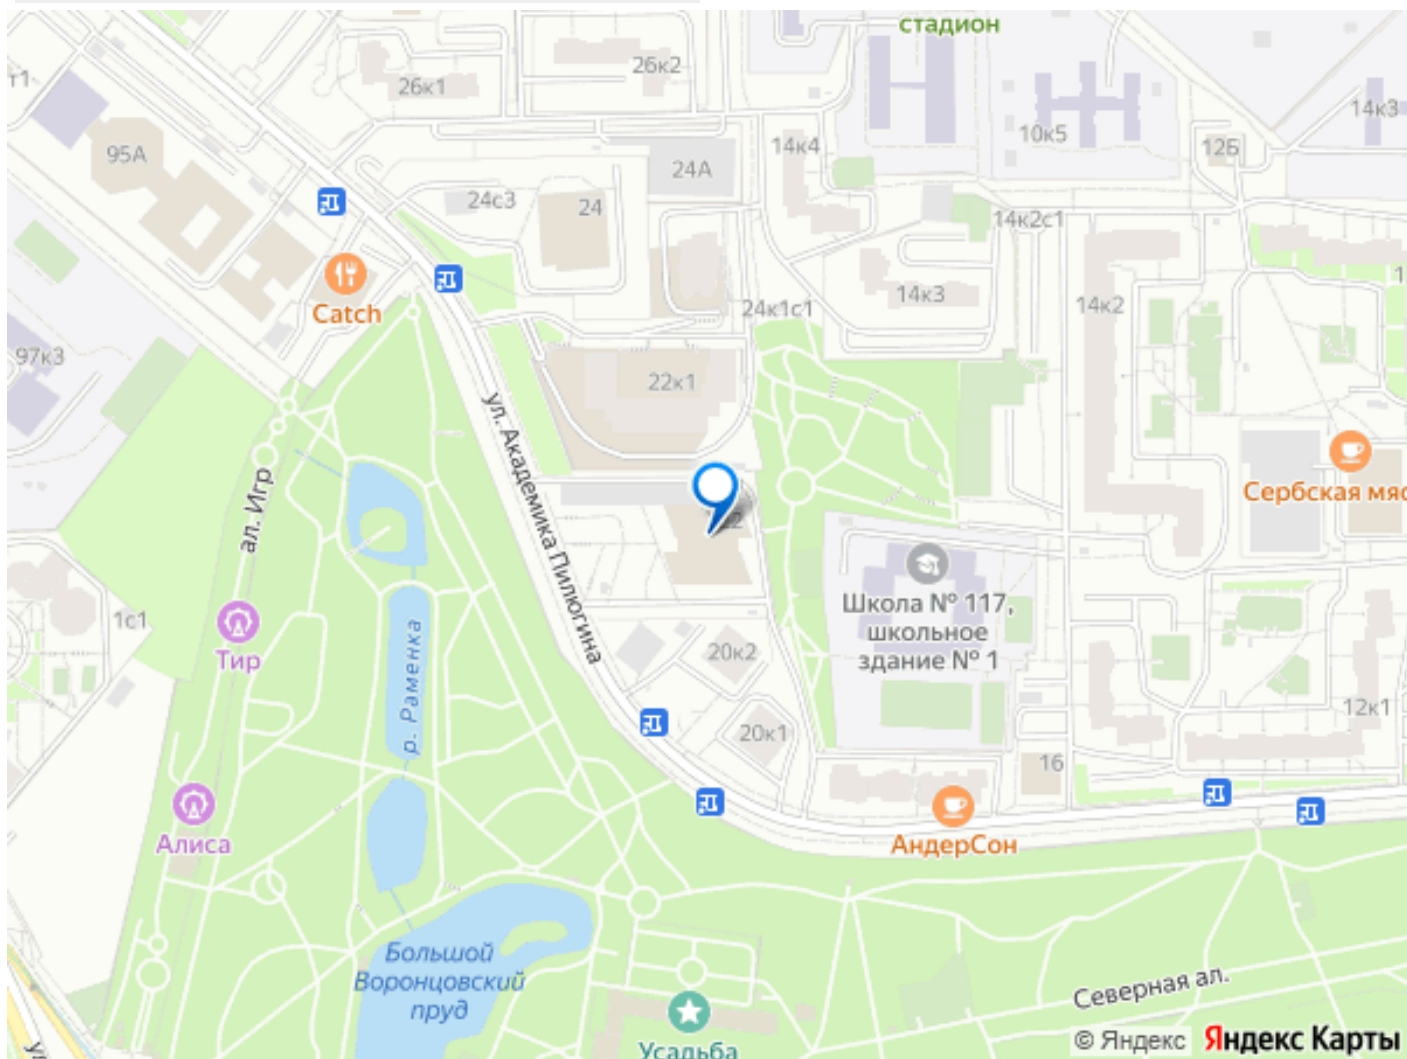 стадион
26к2
26к1
т1
14к3
10к5
14к4
12Б
95А
24А
24с3
24
14к2с1
14к3
24к1с1
14к2
Catch
97к3
22к1
ул. Академика Пилюгина
ал. Игр
Сербская мяс
Школа № 117,
школьное
здание № 1
1с1
Тир
р. Раменка
20к2
20к1
12к1
16
АндерСон
Алиса
Большой
Воронцовский
пруд
Северная ал.
Усадьба
© Яндекс Яндекс Карты